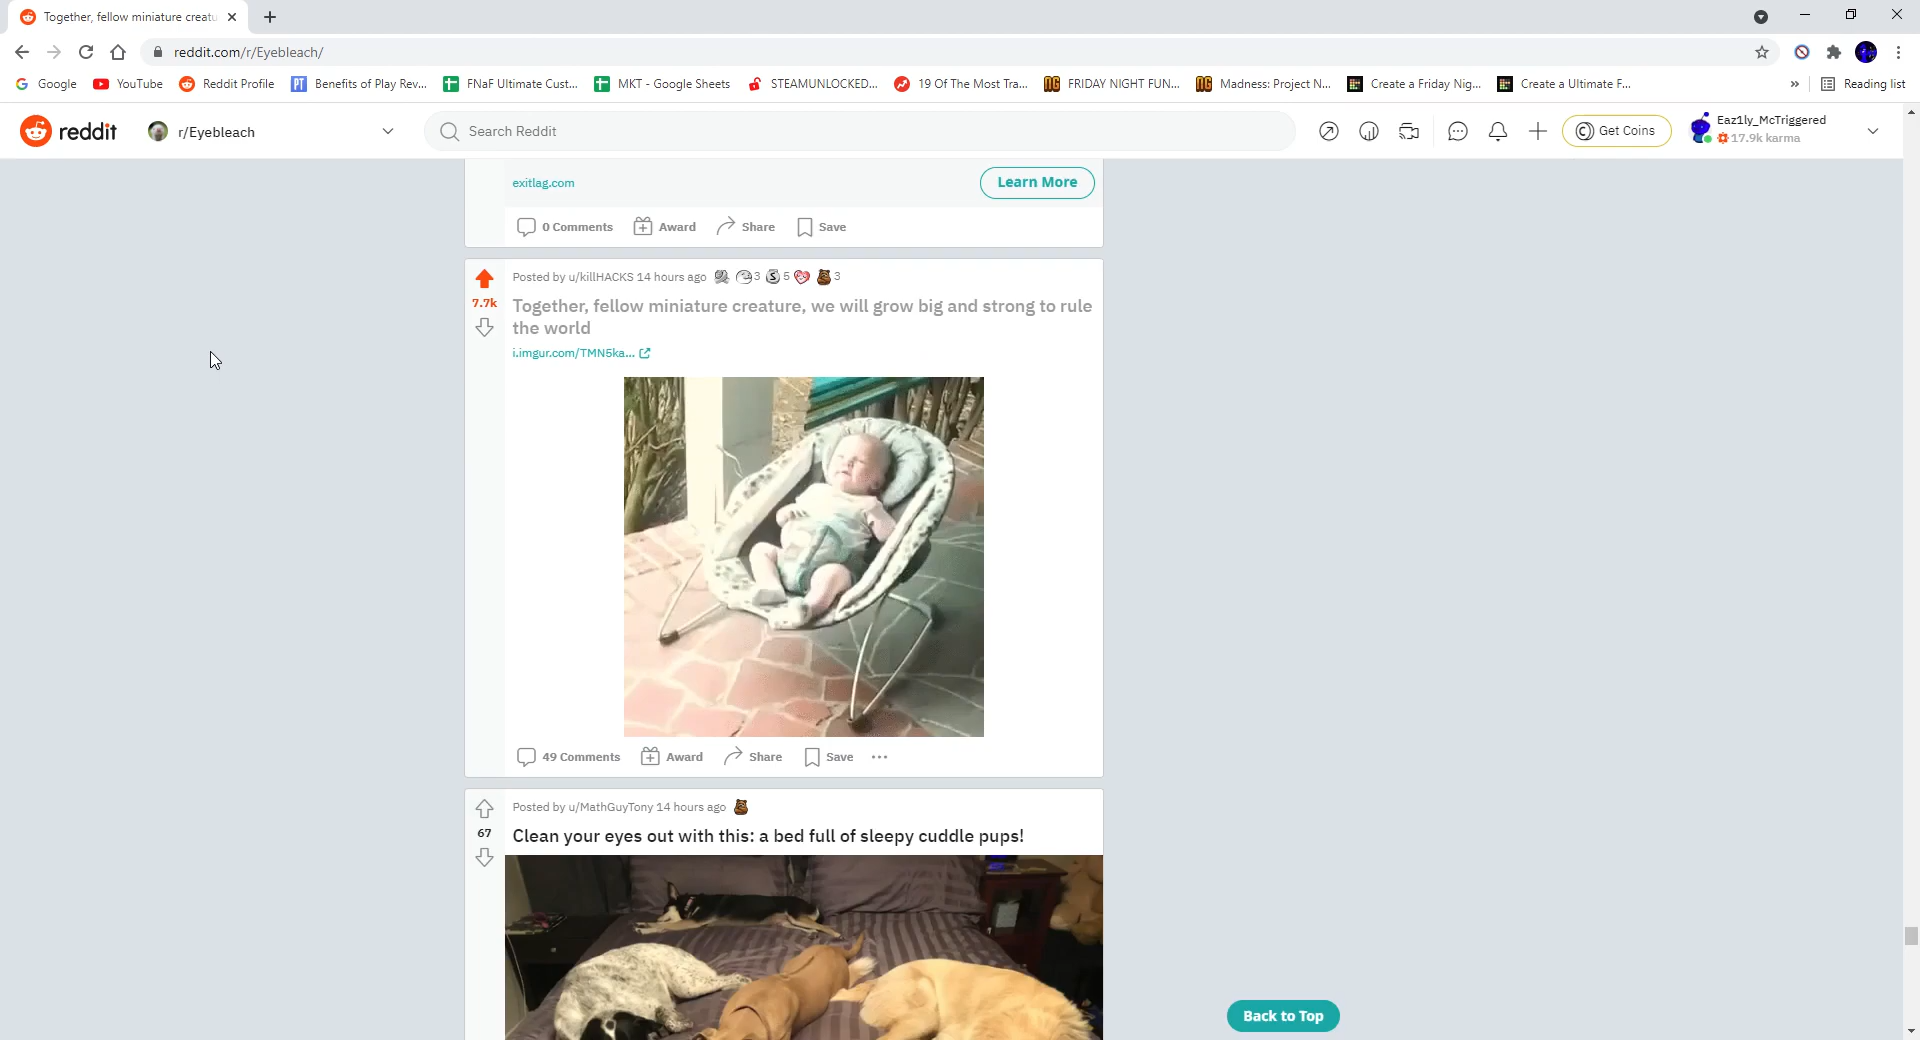 Together, fellow miniature creatu
reddit.com/r/Eyebleach/
Google YouTube Reddit Profile PT Benefits of Play Rev... FNaF Ultimate Cust... MKT - Google Sheets STEAMUNLOCKED... 19 Of The Most Tra... FRIDAY NIGHT FUN... Madness: Project N... Create a Friday Nig... Create a Ultimate F... » Reading list
reddit r/Eyebleach Search Reddit Get Coins Eaz1ly_McTriggered
17.9k karma
exitlag.com Learn More
0 Comments Award Share Save
Posted by u/killHACKS 14 hours ago 3 S 5 3
7.7k Together, fellow miniature creature, we will grow big and strong to rule
the world
i.imgur.com/TMN5ka...
49 Comments Award Share Save
Posted by u/MathGuyTony 14 hours ago
67 Clean your eyes out with this: a bed full of sleepy cuddle pups!
Back to Top